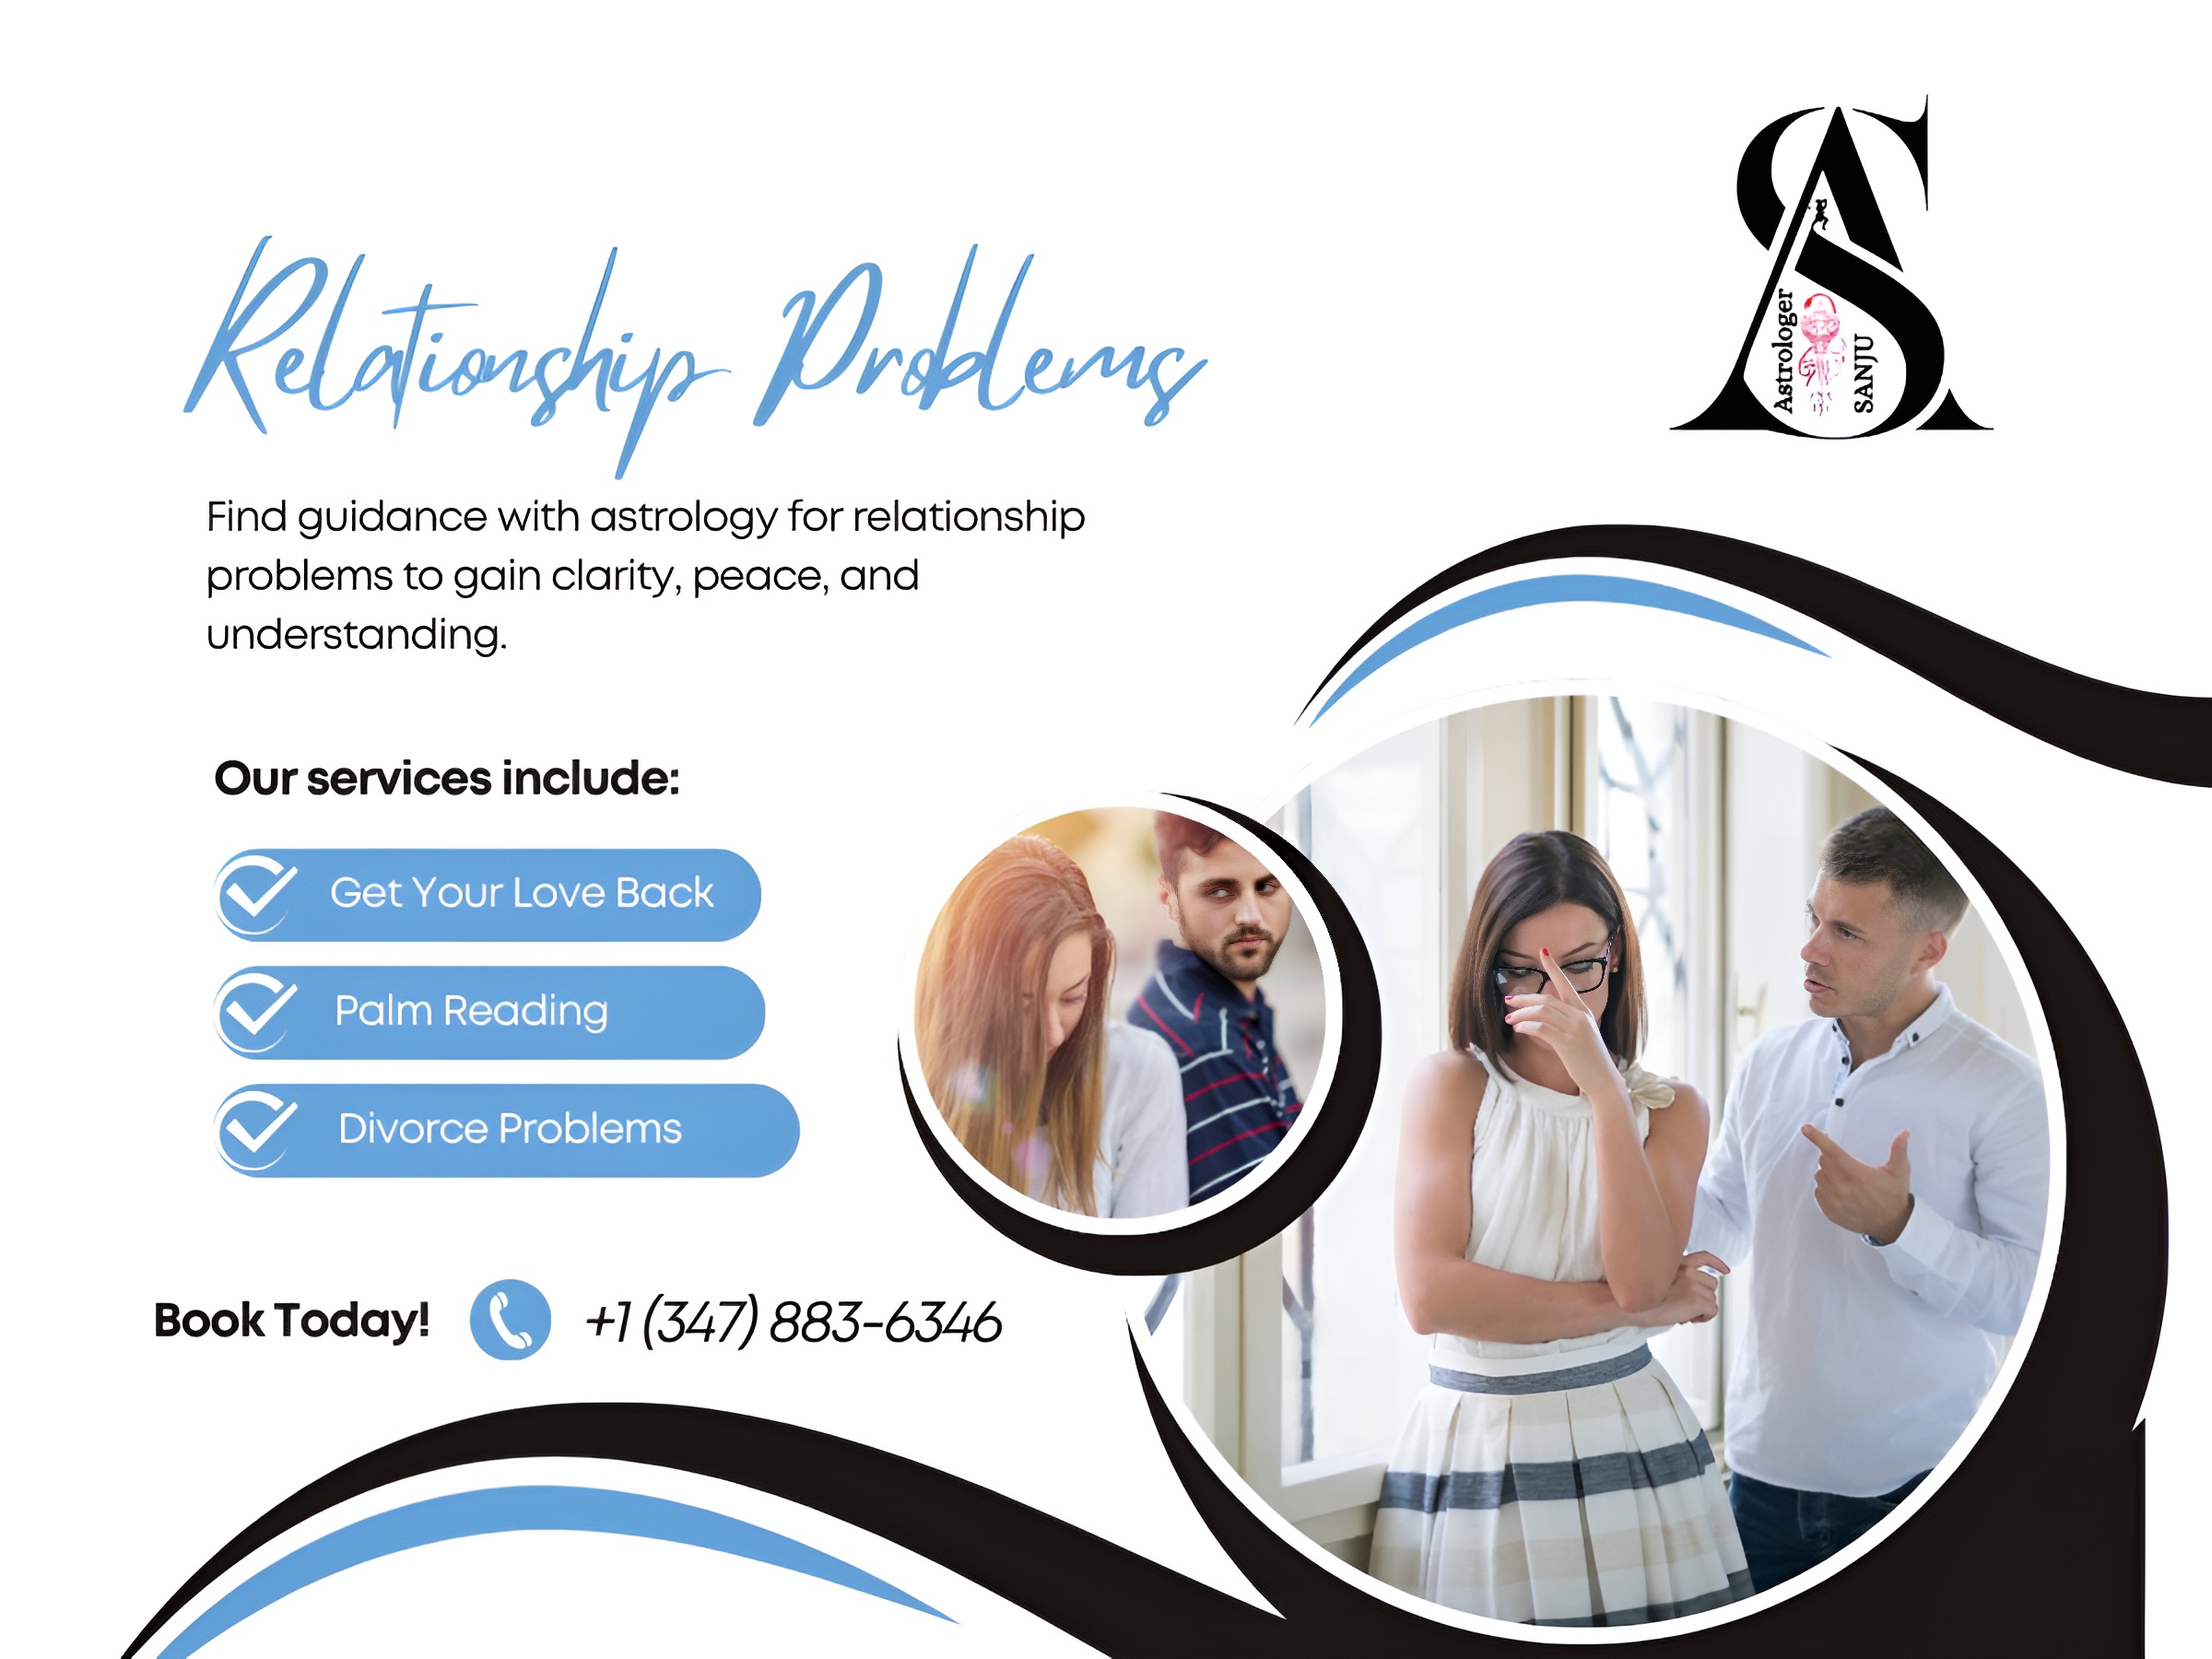 Relationship Problems
Astrologer
SANJU
Find guidance with astrology for relationship
problems to gain clarity, peace, and
understanding.
Our services include:
Get Your Love Back
Palm Reading
Divorce Problems
Book Today!
+1 (347) 883-6346